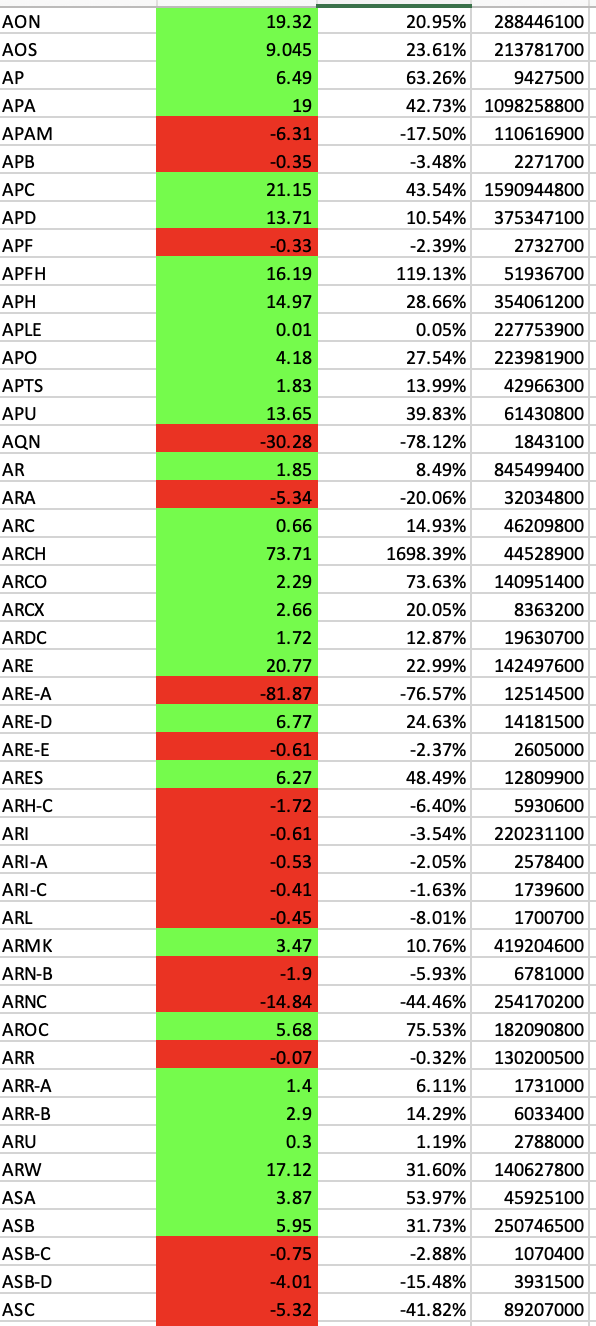 AON 19.32 20.95% 288446100
AOS 9.045 23.61% 213781700
AP 6.49 63.26% 9427500
APA 19 42.73% 1098258800
APAM -6.31 -17.50% 110616900
APB -0.35 -3.48% 2271700
APC 21.15 43.54% 1590944800
APD 13.71 10.54% 375347100
APF -0.33 -2.39% 2732700
APFH 16.19 119.13% 51936700
APH 14.97 28.66% 354061200
APLE 0.01 0.05% 227753900
APO 4.18 27.54% 223981900
APTS 1.83 13.99% 42966300
APU 13.65 39.83% 61430800
AQN -30.28 -78.12% 1843100
AR 1.85 8.49% 845499400
ARA -5.34 -20.06% 32034800
ARC 0.66 14.93% 46209800
ARCH 73.71 1698.39% 44528900
ARCO 2.29 73.63% 140951400
ARCX 2.66 20.05% 8363200
ARDC 1.72 12.87% 19630700
ARE 20.77 22.99% 142497600
ARE-A -81.87 -76.57% 12514500
ARE-D 6.77 24.63% 14181500
ARE-E -0.61 -2.37% 2605000
ARES 6.27 48.49% 12809900
ARH-C -1.72 -6.40% 5930600
ARI -0.61 -3.54% 220231100
ARI-A -0.53 -2.05% 2578400
ARI-C -0.41 -1.63% 1739600
ARL -0.45 -8.01% 1700700
ARMK 3.47 10.76% 419204600
ARN-B -1.9 -5.93% 6781000
ARNC -14.84 -44.46% 254170200
AROC 5.68 75.53% 182090800
ARR -0.07 -0.32% 130200500
ARR-A 1.4 6.11% 1731000
ARR-B 2.9 14.29% 6033400
ARU 0.3 1.19% 2788000
ARW 17.12 31.60% 140627800
ASA 3.87 53.97% 45925100
ASB 5.95 31.73% 250746500
ASB-C -0.75 -2.88% 1070400
ASB-D -4.01 -15.48% 3931500
ASC -5.32 -41.82% 89207000